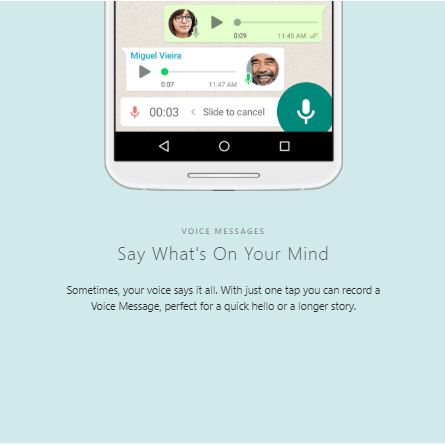 0:09 11:45 AM
Miguel Vieira
0:07 11:47 AM
00:03 < Slide to cancel
VOICE MESSAGES
Say What's On Your Mind
Sometimes, your voice says it all. With just one tap you can record a
Voice Message, perfect for a quick hello or a longer story.